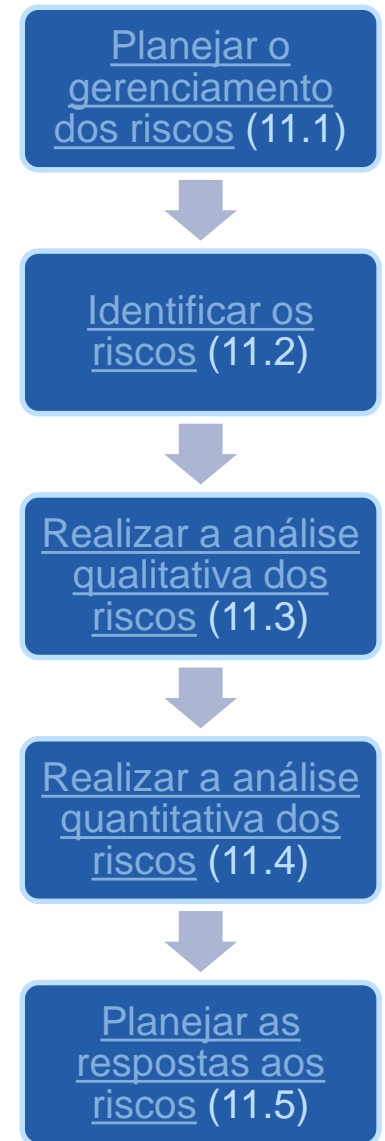 Planejar o
gerenciamento
dos riscos (11.1)
Identificar os
riscos (11.2)
Realizar a análise
qualitativa dos
riscos (11.3)
Realizar a análise
quantitativa dos
riscos (11.4)
Planejar as
respostas aos
riscos (11.5)